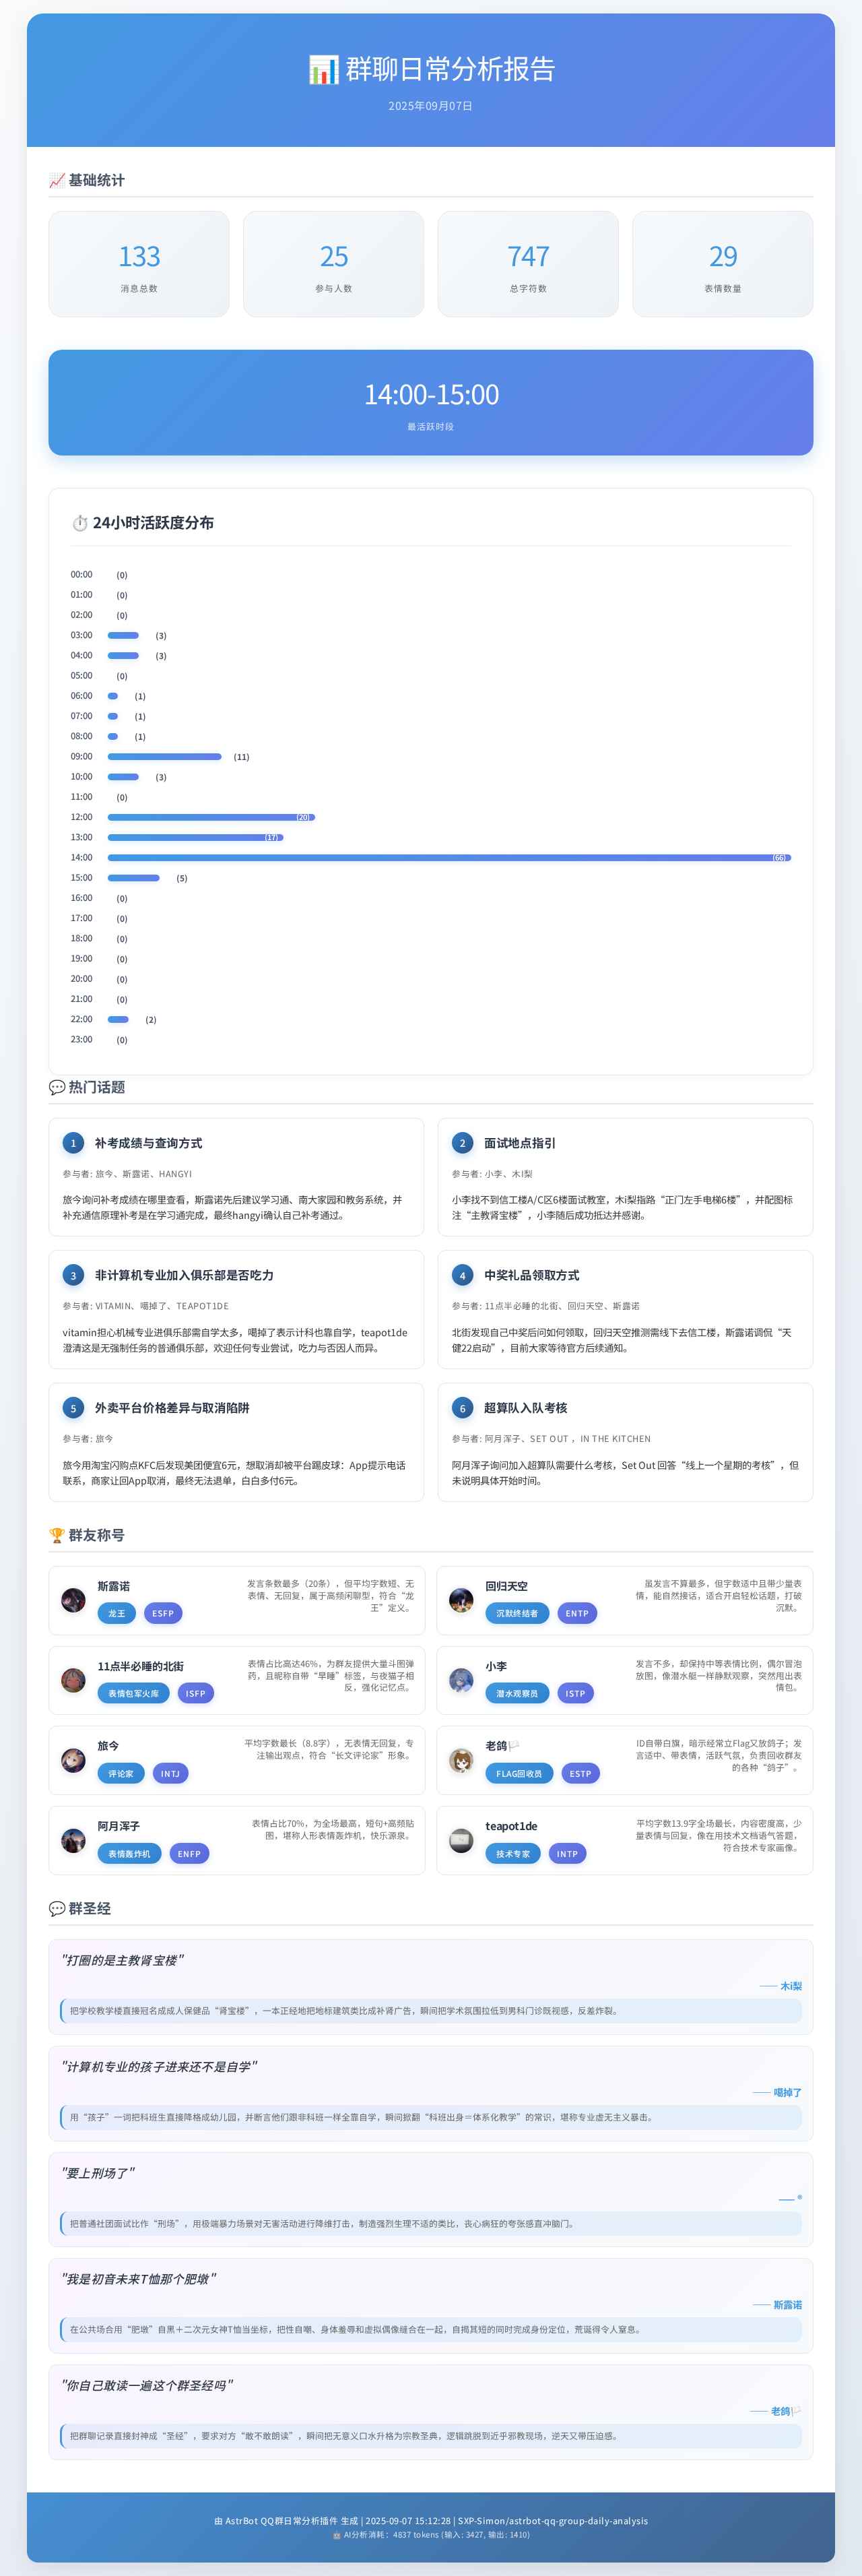 📊 群聊日常分析报告
2025年09月07日
📈 基础统计
133
消息总数
25
参与人数
747
总字符数
29
表情数量
14:00-15:00
最活跃时段
⏱️ 24小时活跃度分布
00:00 (0)
01:00 (0)
02:00 (0)
03:00 (3)
04:00 (3)
05:00 (0)
06:00 (1)
07:00 (1)
08:00 (1)
09:00 (11)
10:00 (3)
11:00 (0)
12:00 (20)
13:00 (17)
14:00 (66)
15:00 (5)
16:00 (0)
17:00 (0)
18:00 (0)
19:00 (0)
20:00 (0)
21:00 (0)
22:00 (2)
23:00 (0)
💬 热门话题
1 补考成绩与查询方式
参与者: 旅今、斯露诺、HANGYI
旅今询问补考成绩在哪里查看，斯露诺先后建议学习通、南大家园和教务系统，并
补充通信原理补考是在学习通完成，最终hangyi确认自己补考通过。
2 面试地点指引
参与者: 小李、木I梨
小李找不到信工楼A/C区6楼面试教室，木i梨指路“正门左手电梯6楼”，并配图标
注“主教肾宝楼”，小李随后成功抵达并感谢。
3 非计算机专业加入俱乐部是否吃力
参与者: VITAMIN、噶掉了、TEAPOT1DE
vitamin担心机械专业进俱乐部需自学太多，噶掉了表示计科也靠自学，teapot1de
澄清这是无强制任务的普通俱乐部，欢迎任何专业尝试，吃力与否因人而异。
4 中奖礼品领取方式
参与者: 11点半必睡的北街、回归天空、斯露诺
北街发现自己中奖后问如何领取，回归天空推测需线下去信工楼，斯露诺调侃“天
健22启动”，目前大家等待官方后续通知。
5 外卖平台价格差异与取消陷阱
参与者: 旅今
旅今用淘宝闪购点KFC后发现美团便宜6元，想取消却被平台踢皮球：App提示电话
联系，商家让回App取消，最终无法退单，白白多付6元。
6 超算队入队考核
参与者: 阿月浑子、SET OUT ，IN THE KITCHEN
阿月浑子询问加入超算队需要什么考核，Set Out 回答“线上一个星期的考核”，但
未说明具体开始时间。
🏆 群友称号
斯露诺
龙王 ESFP
发言条数最多（20条），但平均字数短、无
表情、无回复，属于高频闲聊型，符合“龙
王”定义。
回归天空
沉默终结者 ENTP
虽发言不算最多，但字数适中且带少量表
情，能自然接话，适合开启轻松话题，打破
沉默。
11点半必睡的北街
表情包军火库 ISFP
表情占比高达46%，为群友提供大量斗图弹
药，且昵称自带“早睡”标签，与夜猫子相
反，强化记忆点。
小李
潜水观察员 ISTP
发言不多，却保持中等表情比例，偶尔冒泡
放图，像潜水艇一样静默观察，突然甩出表
情包。
旅今
评论家 INTJ
平均字数最长（8.8字），无表情无回复，专
注输出观点，符合“长文评论家”形象。
老鸽🏳️
FLAG回收员 ESTP
ID自带白旗，暗示经常立Flag又放鸽子；发
言适中、带表情，活跃气氛，负责回收群友
的各种“鸽子”。
阿月浑子
表情轰炸机 ENFP
表情占比70%，为全场最高，短句+高频贴
图，堪称人形表情轰炸机，快乐源泉。
teapot1de
技术专家 INTP
平均字数13.9字全场最长，内容密度高，少
量表情与回复，像在用技术文档语气答题，
符合技术专家画像。
💬 群圣经
"打圈的是主教肾宝楼"
—— 木i梨
把学校教学楼直接冠名成成人保健品“肾宝楼”，一本正经地把地标建筑类比成补肾广告，瞬间把学术氛围拉低到男科门诊既视感，反差炸裂。
"计算机专业的孩子进来还不是自学"
—— 噶掉了
用“孩子”一词把科班生直接降格成幼儿园，并断言他们跟非科班一样全靠自学，瞬间掀翻“科班出身＝体系化教学”的常识，堪称专业虚无主义暴击。
"要上刑场了"
—— °
把普通社团面试比作“刑场”，用极端暴力场景对无害活动进行降维打击，制造强烈生理不适的类比，丧心病狂的夸张感直冲脑门。
"我是初音未来T恤那个肥墩"
—— 斯露诺
在公共场合用“肥墩”自黑＋二次元女神T恤当坐标，把性自嘲、身体羞辱和虚拟偶像缝合在一起，自揭其短的同时完成身份定位，荒诞得令人窒息。
"你自己敢读一遍这个群圣经吗"
—— 老鸽🏳️
把群聊记录直接封神成“圣经”，要求对方“敢不敢朗读”，瞬间把无意义口水升格为宗教圣典，逻辑跳脱到近乎邪教现场，逆天又带压迫感。
由 AstrBot QQ群日常分析插件 生成 | 2025-09-07 15:12:28 | SXP-Simon/astrbot-qq-group-daily-analysis
🤖 AI分析消耗：4837 tokens (输入: 3427, 输出: 1410)